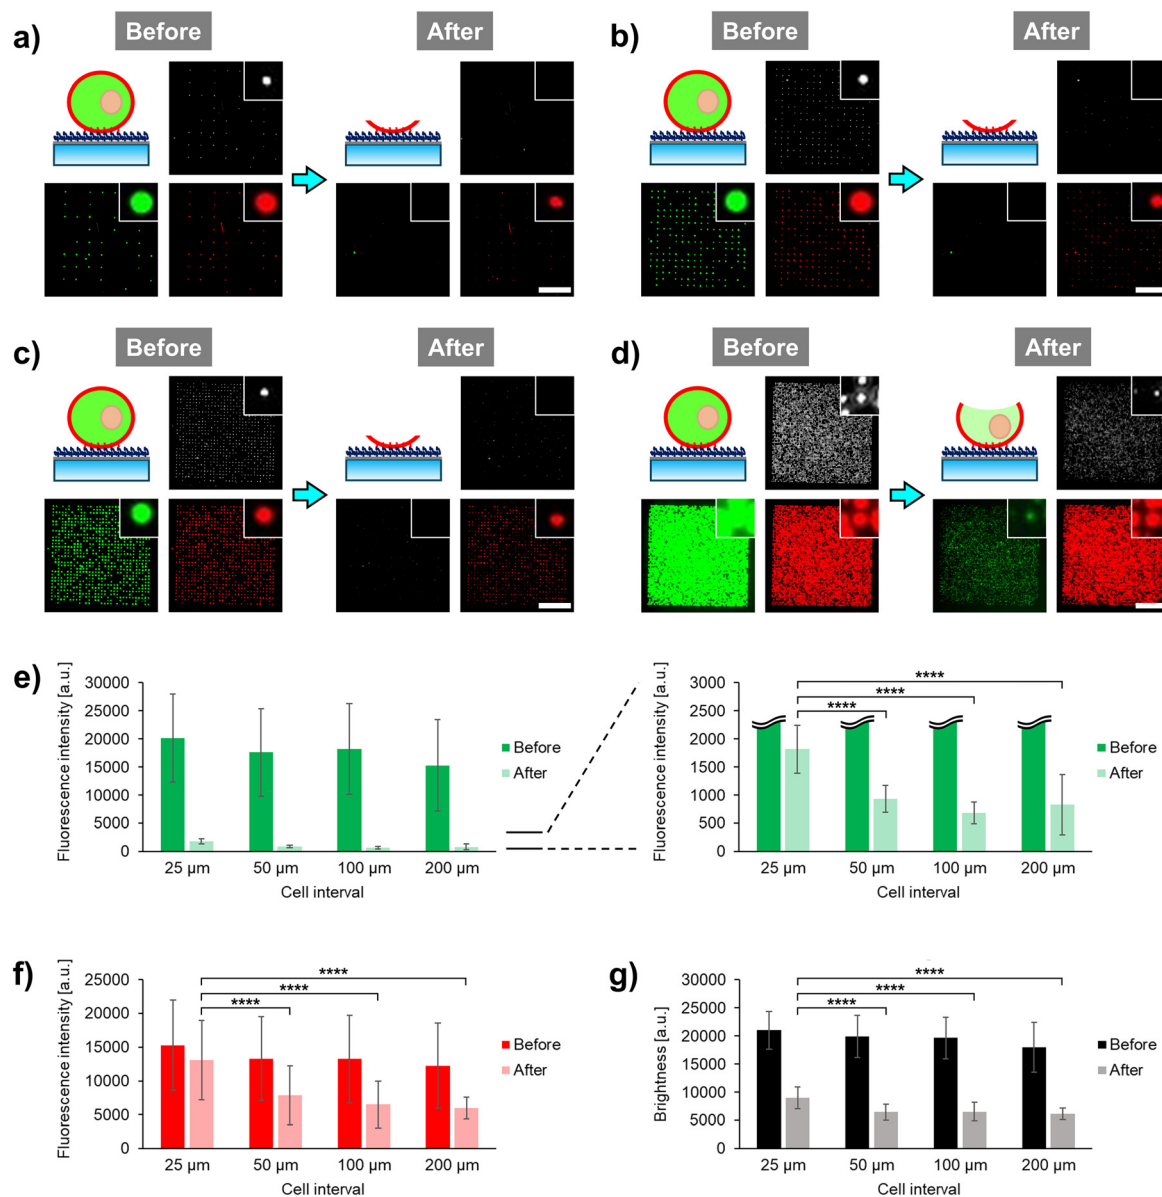 a)
Before
After
b)
Before
After
c)
Before
After
d)
Before
After
e)
Fluorescence intensity [a.u.]
30000
25000
20000
15000
10000
5000
0
25 µm 50 µm 100 µm 200 µm
Cell interval
Before
After
Fluorescence intensity [a.u.]
3000
2500
2000
1500
1000
500
0
****
****
****
25 µm 50 µm 100 µm 200 µm
Cell interval
Before
After
f)
Fluorescence intensity [a.u.]
25000
20000
15000
10000
5000
0
****
****
****
25 µm 50 µm 100 µm 200 µm
Cell interval
Before
After
g)
Brightness [a.u.]
30000
25000
20000
15000
10000
5000
0
****
****
****
25 µm 50 µm 100 µm 200 µm
Cell interval
Before
After